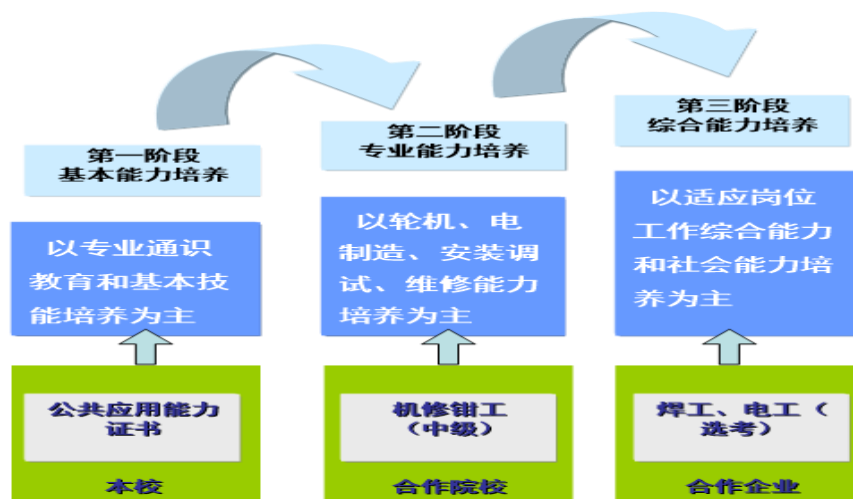 第一阶段
基本能力培养
以专业通识
教育和基本技
能培养为主
公共应用能力
证书
本校
第二阶段
专业能力培养
以轮机、电
制造、安装调
试、维修能力
培养为主
机修钳工
（中级）
合作院校
第三阶段
综合能力培养
以适应岗位
工作综合能力
和社会能力培
养为主
焊工、电工（
选考）
合作企业